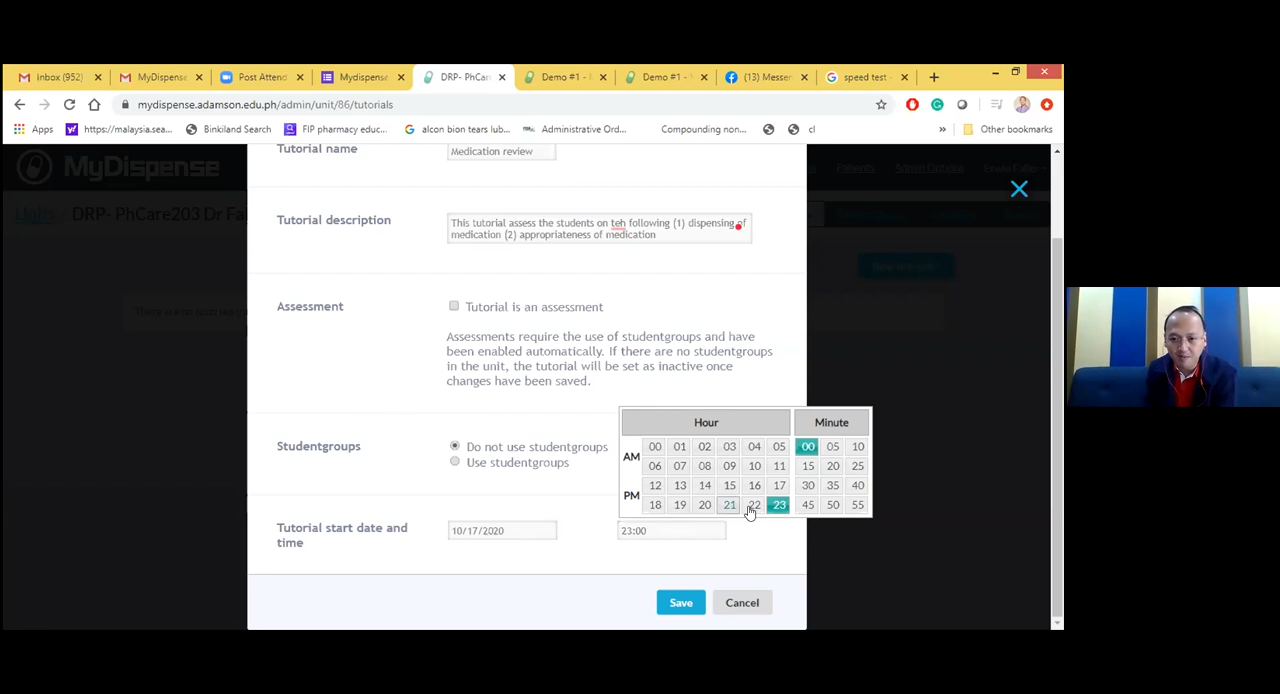 Inbox (952)
MyDispense
Post Attend
Mydispense
DRP- PhCar
Demo #1 -
Demo #1 -
(13) Messen
speed test -
mydispense.adamson.edu.ph/admin/unit/86/tutorials
Apps
https://malaysia.sea...
Binkiland Search
FIP pharmacy educ...
alcon bion tears lub...
Administrative Ord...
Compounding non...
cl
»
Other bookmarks
MyDispense
Patients
Admin Options
Units / DRP- PhCare203 Dr Fal
Tutorial name
Medication review
Tutorial description
This tutorial assess the students on teh following (1) dispensing of
medication (2) appropriateness of medication
Assessment
Tutorial is an assessment
Assessments require the use of studentgroups and have
been enabled automatically. If there are no studentgroups
in the unit, the tutorial will be set as inactive once
changes have been saved.
Studentgroups
Do not use studentgroups
Use studentgroups
Hour Minute
AM 00 01 02 03 04 05 00 05 10
06 07 08 09 10 11 15 20 25
PM 12 13 14 15 16 17 30 35 40
18 19 20 21 22 23 45 50 55
Tutorial start date and
time
10/17/2020
23:00
Save
Cancel